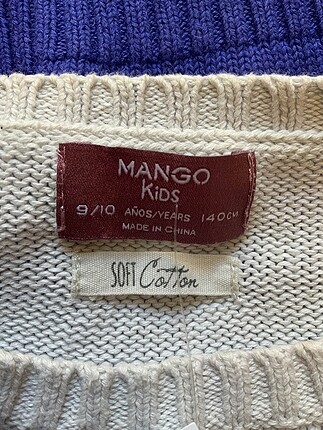 MANGO
KiDS
9/10 AÑOS/YEARS 140CM
MADE IN CHINA
SOFT Cotton